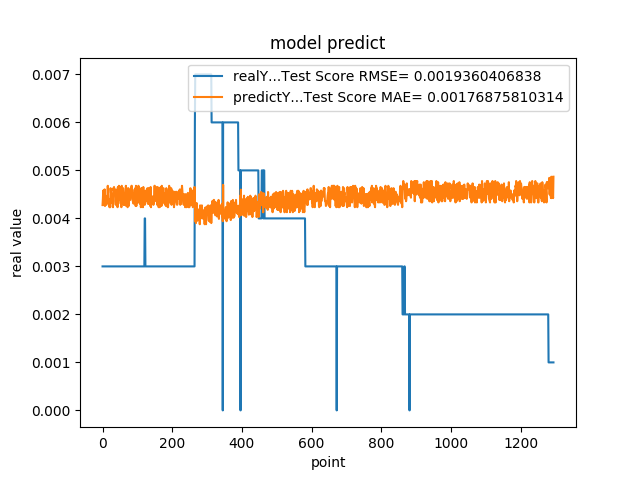 model predict
realY...Test Score RMSE= 0.0019360406838
predictY...Test Score MAE= 0.00176875810314
0.007
0.006
0.005
0.004
0.003
0.002
0.001
0.000
real value
0 200 400 600 800 1000 1200
point